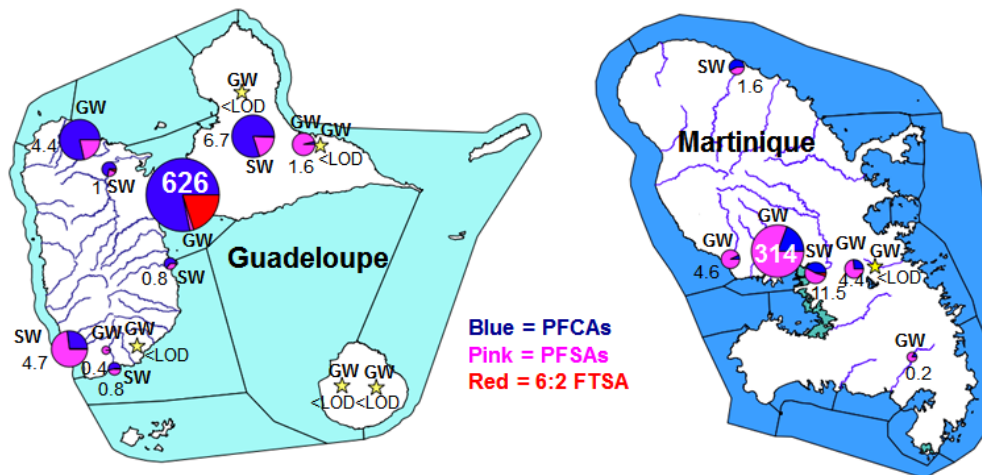 GW
<LOD
GW
4.4
6.7
SW
GW
GW
1.6
<LOD
1
SW
626
GW
Guadeloupe
0.8
SW
SW
4.7
GW
0.4
GW
<LOD
SW
0.8
GW
GW
<LOD
<LOD
Blue = PFCAs
Pink = PFSAs
Red = 6:2 FTSA
SW
1.6
Martinique
GW
314
GW
4.6
SW
11.5
GW
4.4
GW
<LOD
GW
0.2